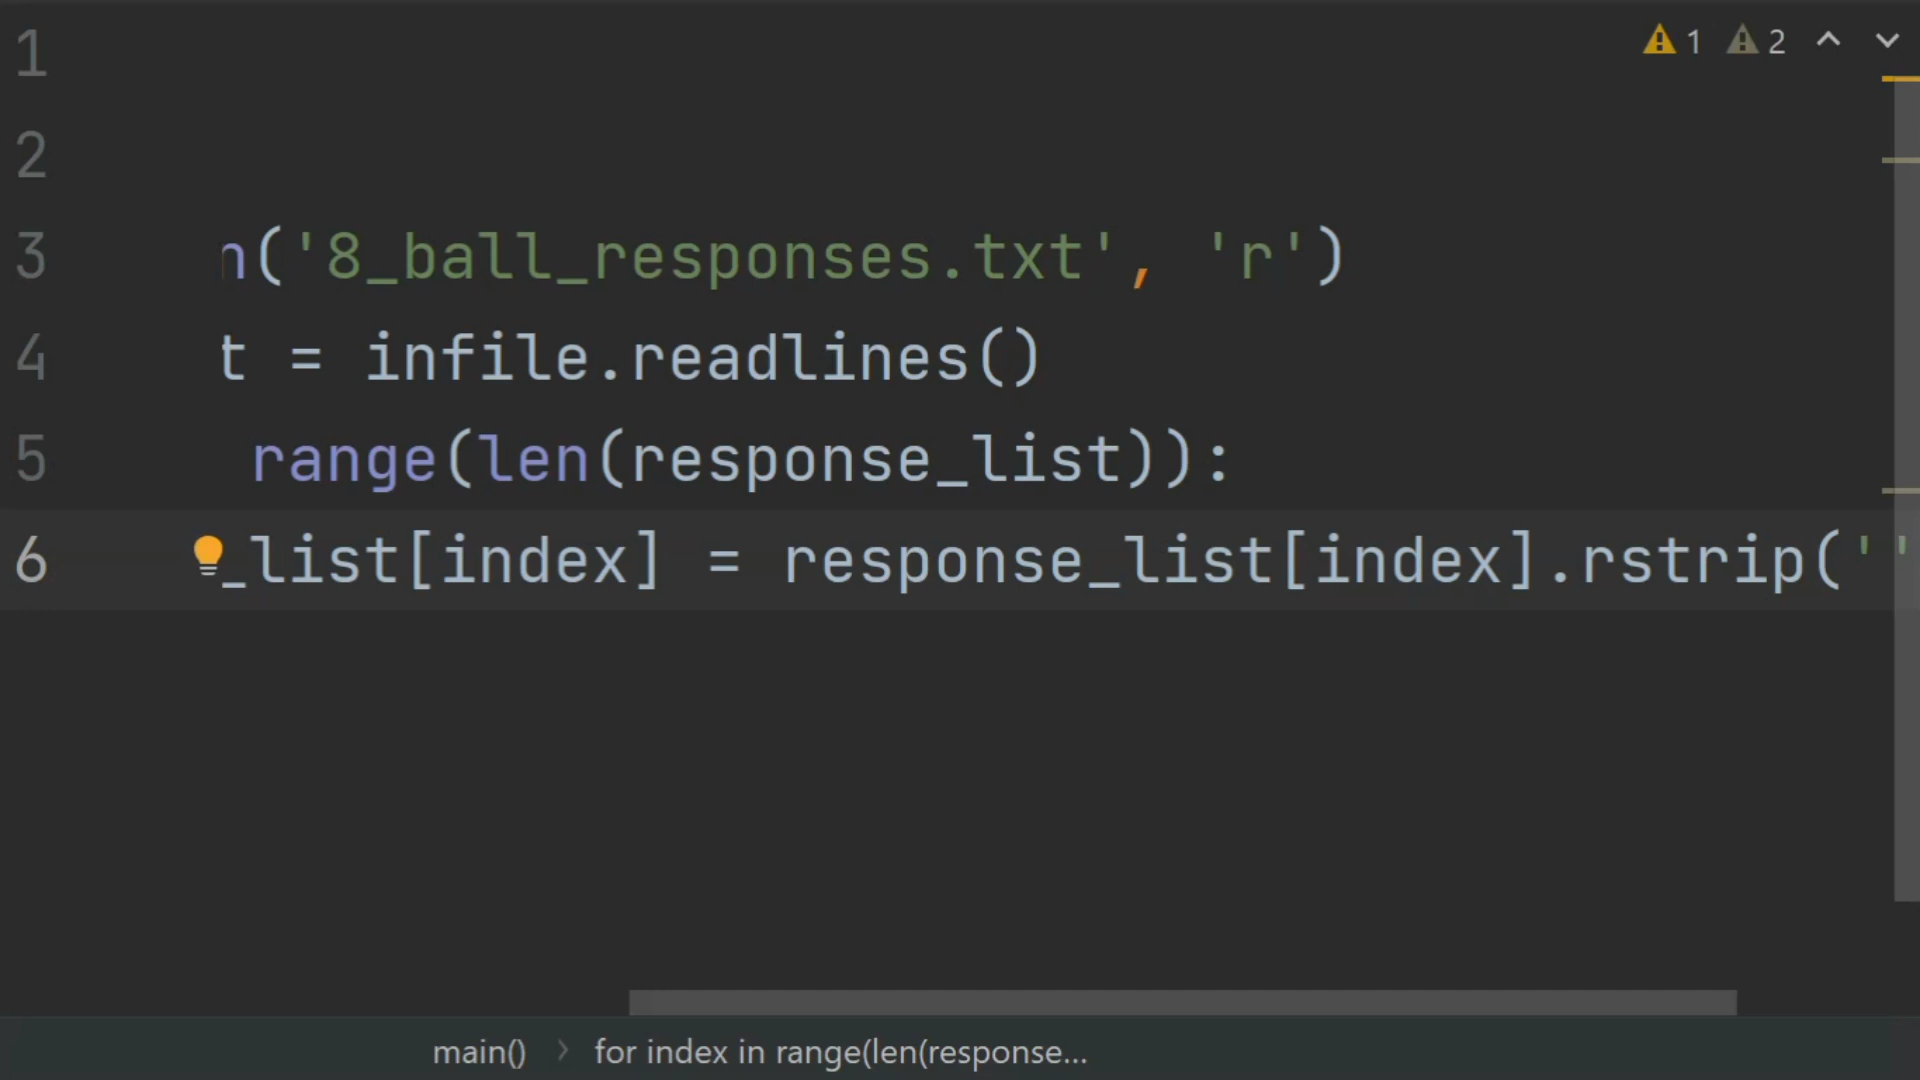 1 2
1
2
3 n('8_ball_responses.txt', 'r')
4 t = infile.readlines()
5 range(len(response_list)):
6 _list[index] = response_list[index].rstrip(''
main() › for index in range(len(response...